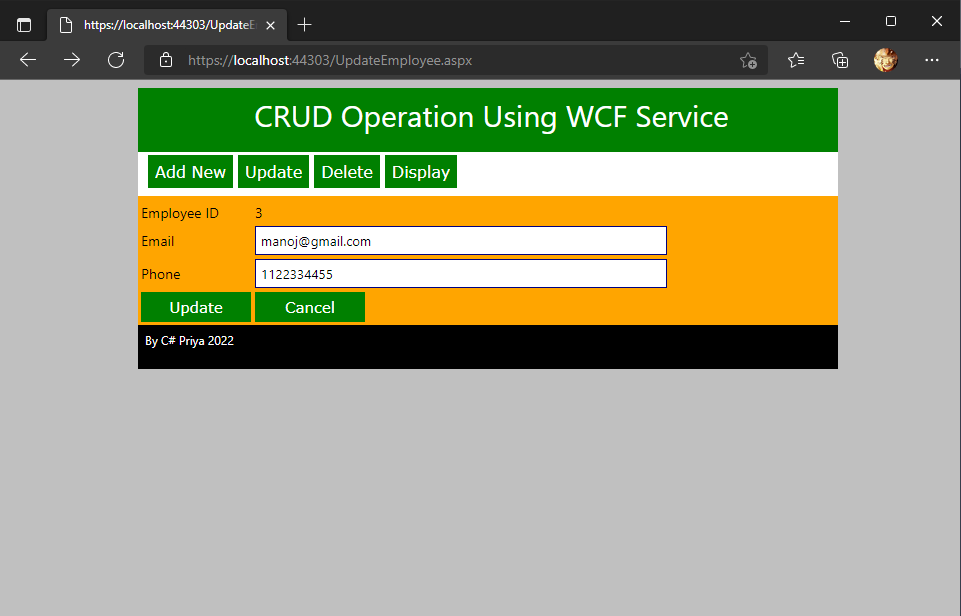 https://localhost:44303/UpdateE
https://localhost:44303/UpdateEmployee.aspx
CRUD Operation Using WCF Service
Add New Update Delete Display
Employee ID 3
Email manoj@gmail.com
Phone 1122334455
Update Cancel
By C# Priya 2022